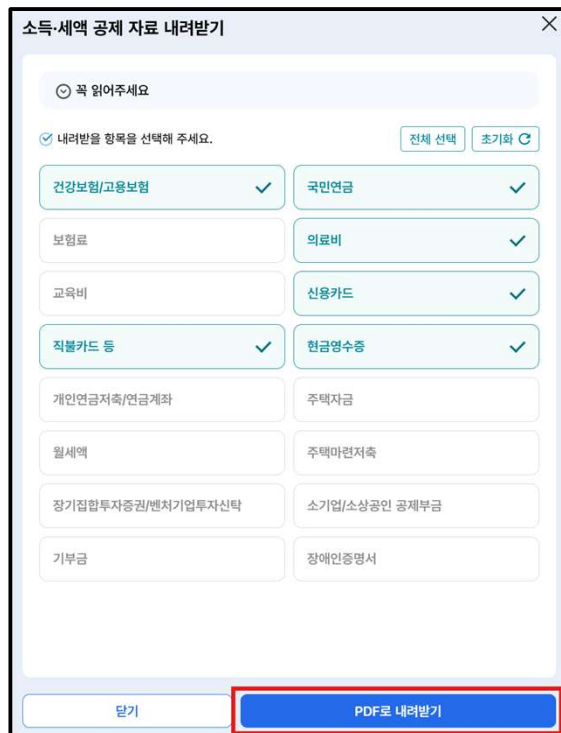 소득·세액 공제 자료 내려받기
꼭 읽어주세요
내려받을 항목을 선택해 주세요.
전체 선택
초기화
건강보험/고용보험
국민연금
보험료
의료비
교육비
신용카드
직불카드 등
현금영수증
개인연금저축/연금계좌
주택자금
월세액
주택마련저축
장기집합투자증권/벤처기업투자신탁
소기업/소상공인 공제부금
기부금
장애인증명서
닫기
PDF로 내려받기